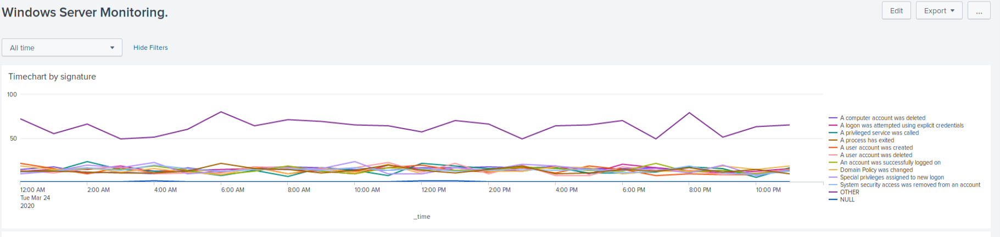 Windows Server Monitoring.
Edit
Export
...
All time
Hide Filters
Timechart by signature
100
50
A computer account was deleted
A logon was attempted using explicit credentials
A privileged service was called
A process has exited
A user account was created
A user account was deleted
An account was successfully logged on
Domain Policy was changed
Special privileges assigned to new logon
System security access was removed from an account
OTHER
NULL
12:00 AM
Tue Mar 24
2020
2:00 AM
4:00 AM
6:00 AM
8:00 AM
10:00 AM
12:00 PM
2:00 PM
4:00 PM
6:00 PM
8:00 PM
10:00 PM
_time